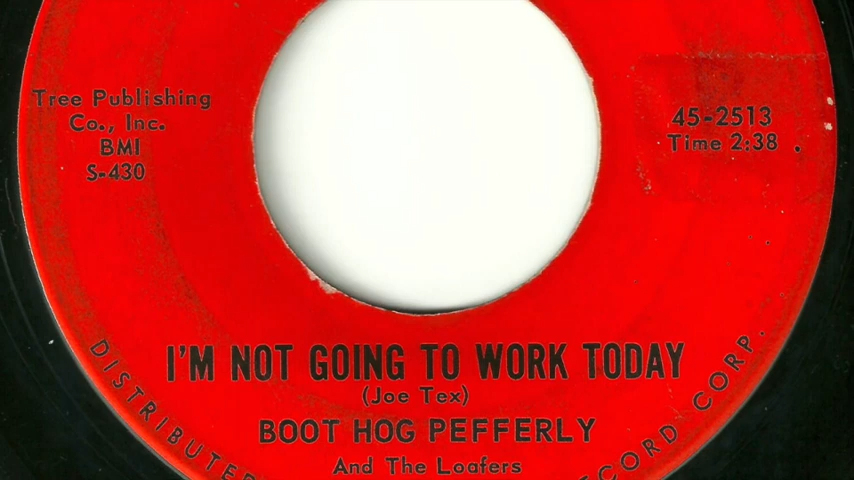 Tree Publishing
Co., Inc.
BMI
S-430
45-2513
Time 2:38
I'M NOT GOING TO WORK TODAY
(Joe Tex)
BOOT HOG PEFFERLY
And The Loafers
DISTRIBUTED
RECORD CORP.